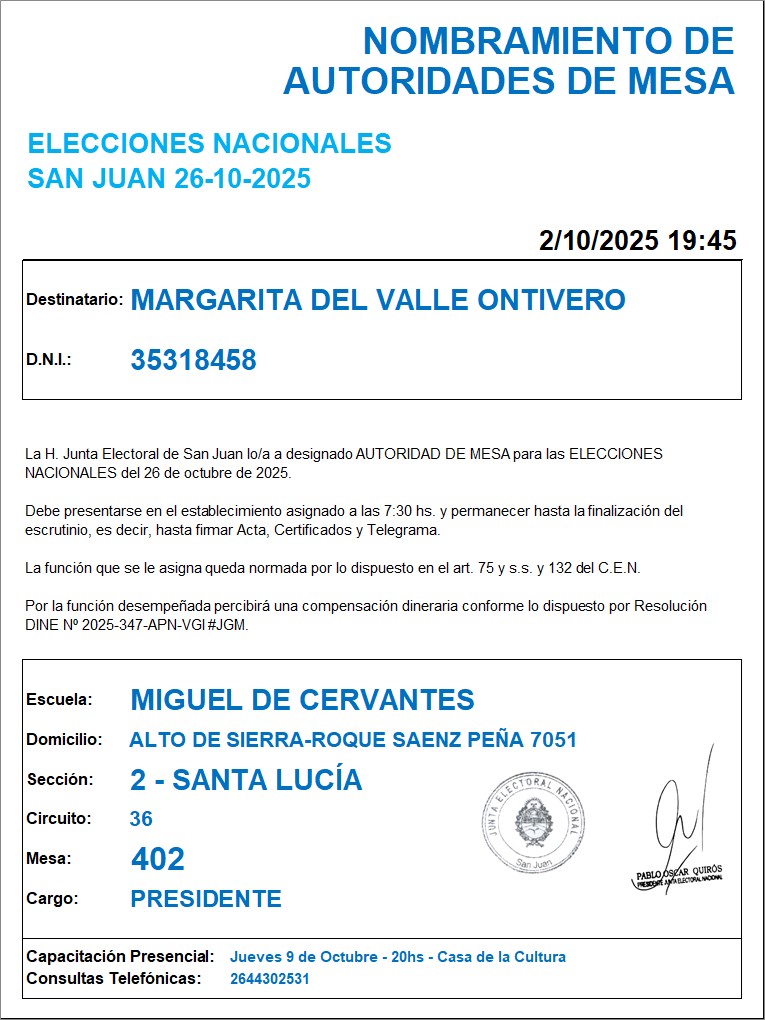 NOMBRAMIENTO DE
AUTORIDADES DE MESA
ELECCIONES NACIONALES
SAN JUAN 26-10-2025
2/10/2025 19:45
Destinatario: MARGARITA DEL VALLE ONTIVERO
D.N.I.: 35318458
La H. Junta Electoral de San Juan lo/a a designado AUTORIDAD DE MESA para las ELECCIONES
NACIONALES del 26 de octubre de 2025.
Debe presentarse en el establecimiento asignado a las 7:30 hs. y permanecer hasta la finalización del
escrutinio, es decir, hasta firmar Acta, Certificados y Telegrama.
La función que se le asigna queda normada por lo dispuesto en el art. 75 y s.s. y 132 del C.E.N.
Por la función desempeñada percibirá una compensación dineraria conforme lo dispuesto por Resolución
DINE Nº 2025-347-APN-VGI#JGM.
Escuela: MIGUEL DE CERVANTES
Domicilio: ALTO DE SIERRA-ROQUE SAENZ PEÑA 7051
Sección: 2 - SANTA LUCÍA
Circuito: 36
Mesa: 402
Cargo: PRESIDENTE
JUNTA ELECTORAL NACIONAL
San Juan
PABLO OSCAR QUIRÓS
PRESIDENTE JUNTA ELECTORAL NACIONAL
Capacitación Presencial: Jueves 9 de Octubre - 20hs - Casa de la Cultura
Consultas Telefónicas: 2644302531